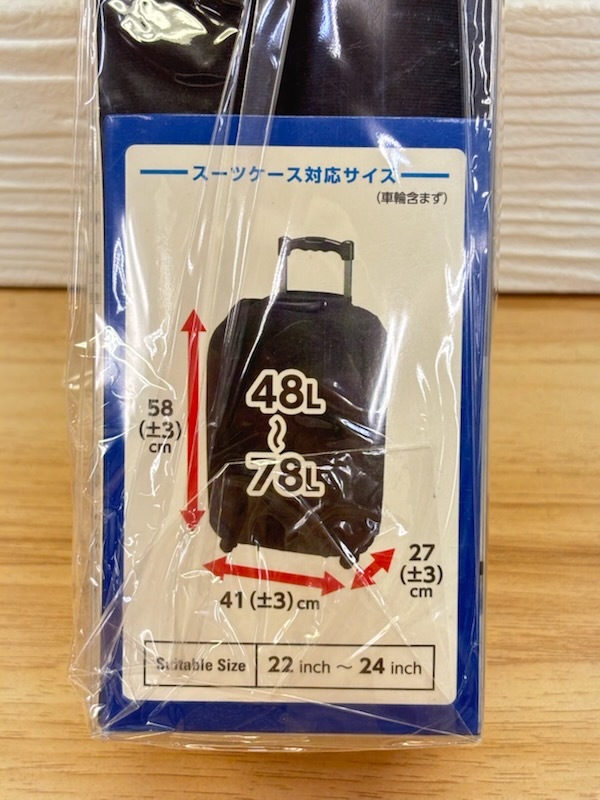 スーツケース対応サイズ
(車輪含まず)
48L
〜
78L
58
(±3)
cm
27
(±3)
cm
41(±3)cm
Suitable Size 22 inch 〜 24 inch